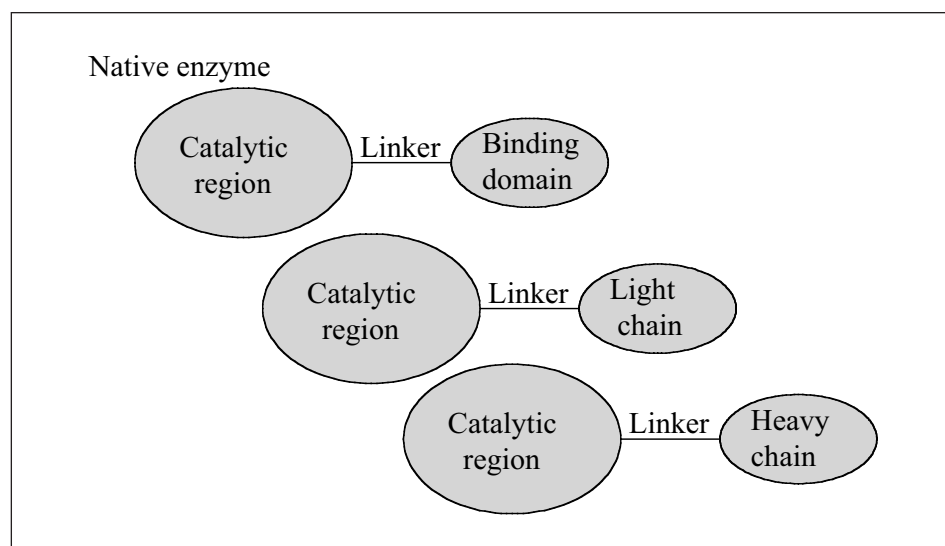 Native enzyme
Catalytic
region
Linker
Binding
domain
Catalytic
region
Linker
Light
chain
Catalytic
region
Linker
Heavy
chain